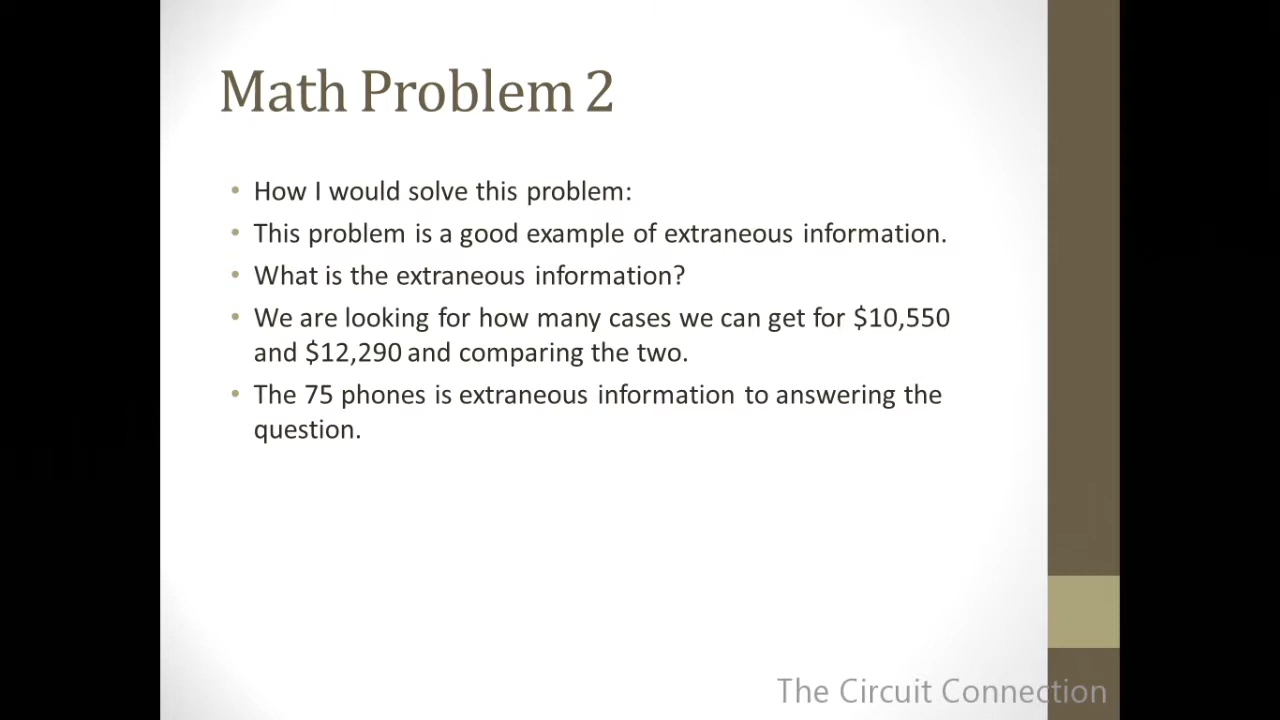 Math Problem 2
• How I would solve this problem:
• This problem is a good example of extraneous information.
• What is the extraneous information?
• We are looking for how many cases we can get for $10,550
and $12,290 and comparing the two.
• The 75 phones is extraneous information to answering the
question.
The Circuit Connection